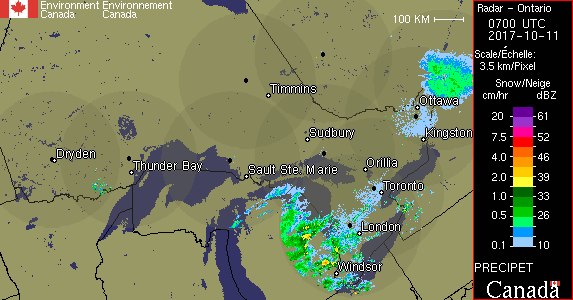 Environment Environnement
Canada Canada
100 KM
Timmins
Ottawa
Sudbury
Kingston
Dryden
Thunder Bay
Sault Ste. Marie
Orillia
Toronto
London
Windsor
Radar - Ontario
0700 UTC
2017-10-11
Scale/Échelle:
3.5 km/Pixel
Snow/Neige
cm/hr dBZ
20 61
7.5 52
4.0 46
2.0 39
1.0 33
0.5 26
0.1 10
PRECIPET
Canada